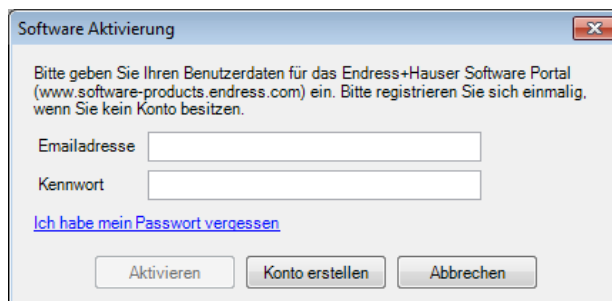 Software Aktivierung
Bitte geben Sie Ihren Benutzerdaten für das Endress+Hauser Software Portal
(www.software-products.endress.com) ein. Bitte registrieren Sie sich einmalig,
wenn Sie kein Konto besitzen.
Emailadresse
Kennwort
Ich habe mein Passwort vergessen
Aktivieren Konto erstellen Abbrechen